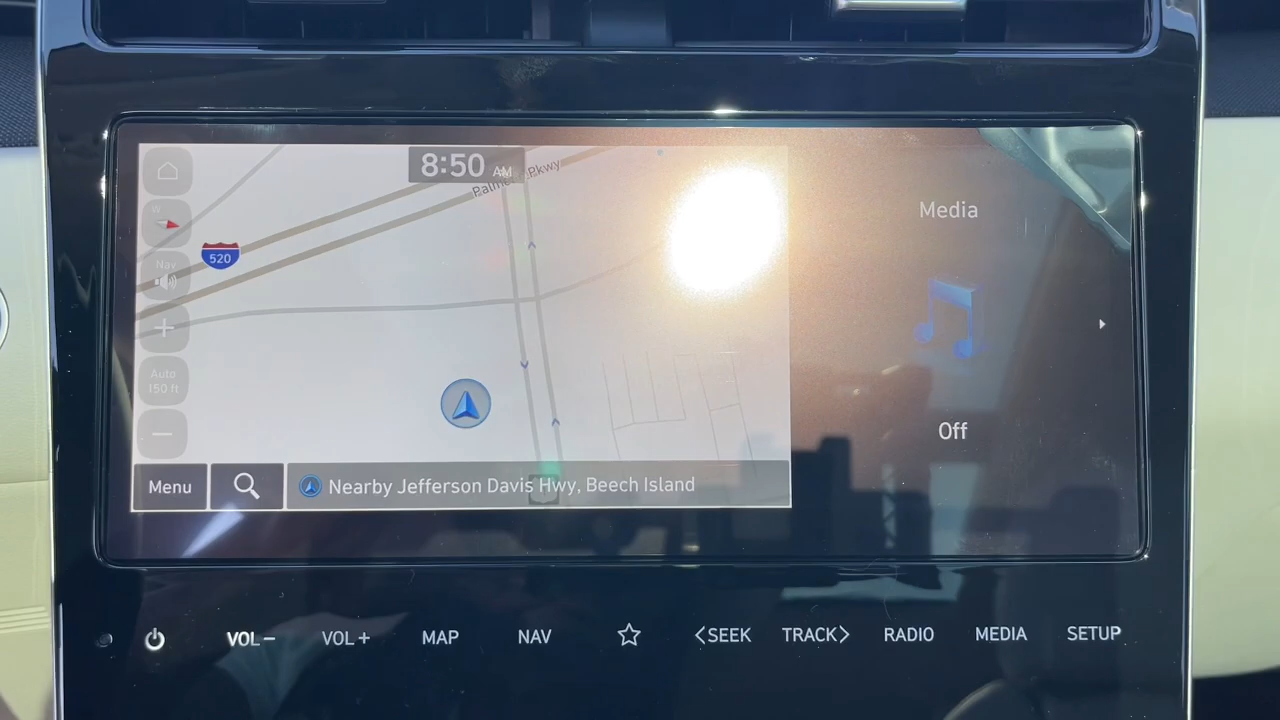 8:50 AM
Pkwy
W
520
Nav
Media
Auto
150 ft
Off
Menu
Nearby Jefferson Davis Hwy, Beech Island
VOL− VOL+ MAP NAV <SEEK TRACK> RADIO MEDIA SETUP